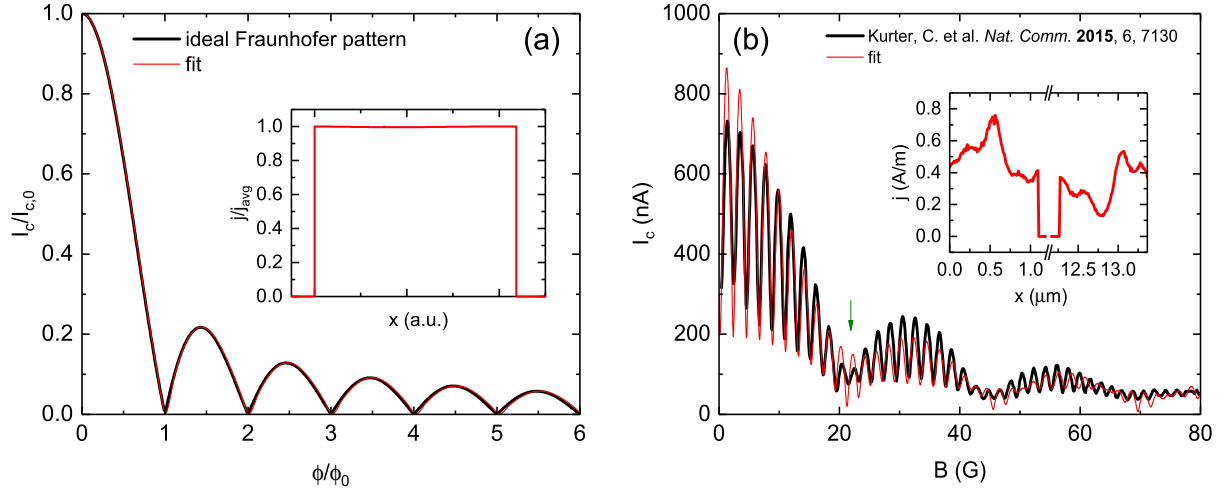 ideal Fraunhofer pattern
fit
(a)
1.0
0.8
0.6
0.4
0.2
0.0
I_c/I_c,0
0 1 2 3 4 5 6
ϕ/ϕ_0
1.0
0.8
0.6
0.4
0.2
0.0
j/j_avg
x (a.u.)
(b)
Kurter, C. et al. Nat. Comm. 2015, 6, 7130
fit
1000
800
600
400
200
0
I_c (nA)
0 20 40 60 80
B (G)
0.8
0.6
0.4
0.2
0.0
j (A/m)
0.0 0.5 1.0 12.5 13.0
x (μm)